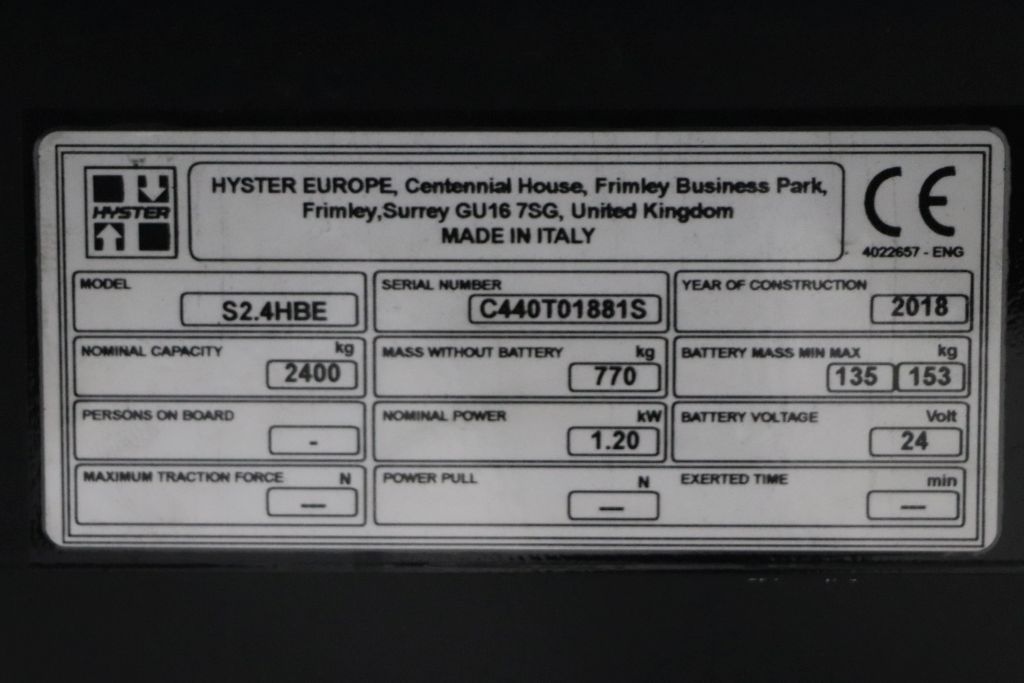 HYSTER
HYSTER EUROPE, Centennial House, Frimley Business Park,
Frimley,Surrey GU16 7SG, United Kingdom
MADE IN ITALY
CE
4022657 - ENG
MODEL
S2.4HBE
SERIAL NUMBER
C440T01881S
YEAR OF CONSTRUCTION
2018
NOMINAL CAPACITY kg
2400
MASS WITHOUT BATTERY kg
770
BATTERY MASS MIN MAX kg
135 153
PERSONS ON BOARD
-
NOMINAL POWER kW
1.20
BATTERY VOLTAGE Volt
24
MAXIMUM TRACTION FORCE N
---
POWER PULL N
---
EXERTED TIME min
---